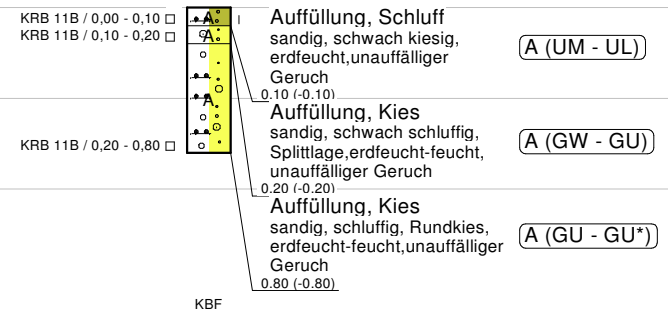 KRB 11B / 0,00 - 0,10
KRB 11B / 0,10 - 0,20
KRB 11B / 0,20 - 0,80
A
A
A
Auffüllung, Schluff
sandig, schwach kiesig,
erdfeucht,unauffälliger
Geruch
0.10 (-0.10)
A (UM - UL)
Auffüllung, Kies
sandig, schwach schluffig,
Splittlage,erdfeucht-feucht,
unauffälliger Geruch
0.20 (-0.20)
A (GW - GU)
Auffüllung, Kies
sandig, schluffig, Rundkies,
erdfeucht-feucht,unauffälliger
Geruch
0.80 (-0.80)
A (GU - GU*)
KBF